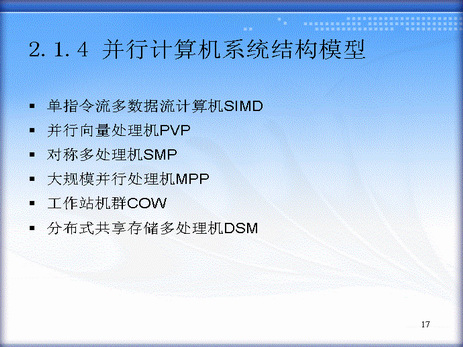 2.1.4 并行计算机系统结构模型
▪ 单指令流多数据流计算机SIMD
▪ 并行向量处理机PVP
▪ 对称多处理机SMP
▪ 大规模并行处理机MPP
▪ 工作站机群COW
▪ 分布式共享存储多处理机DSM
17